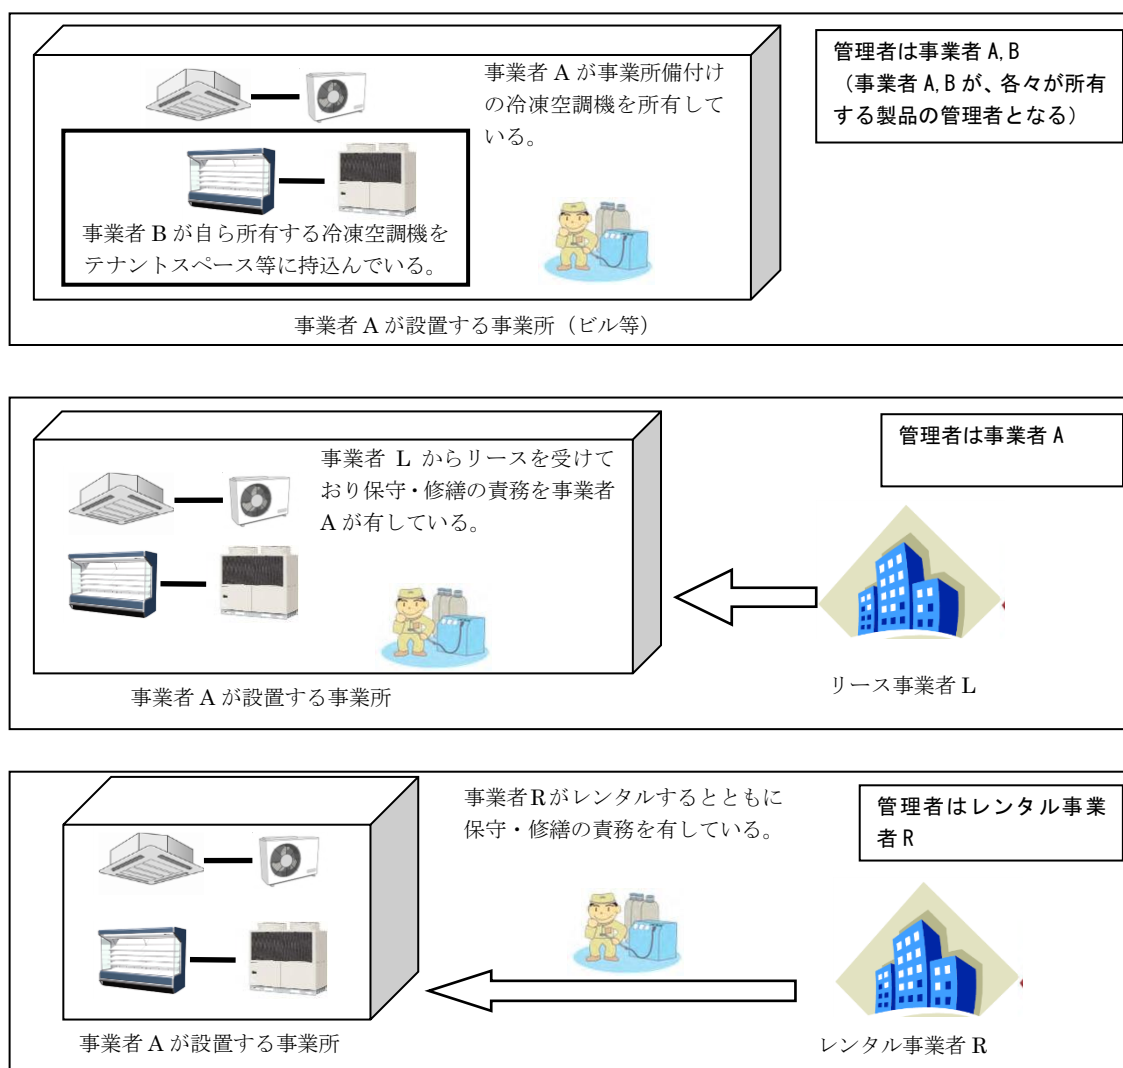 事業者 A が事業所備付け
の冷凍空調機を所有して
いる。
管理者は事業者 A,B
（事業者 A,B が、各々が所有
する製品の管理者となる）
事業者 B が自ら所有する冷凍空調機を
テナントスペース等に持込んでいる。
事業者 A が設置する事業所（ビル等）
事業者 L からリースを受けて
おり保守・修繕の責務を事業者
A が有している。
管理者は事業者 A
事業者 A が設置する事業所
リース事業者 L
事業者 R がレンタルするとともに
保守・修繕の責務を有している。
管理者はレンタル事業
者 R
事業者 A が設置する事業所
レンタル事業者 R